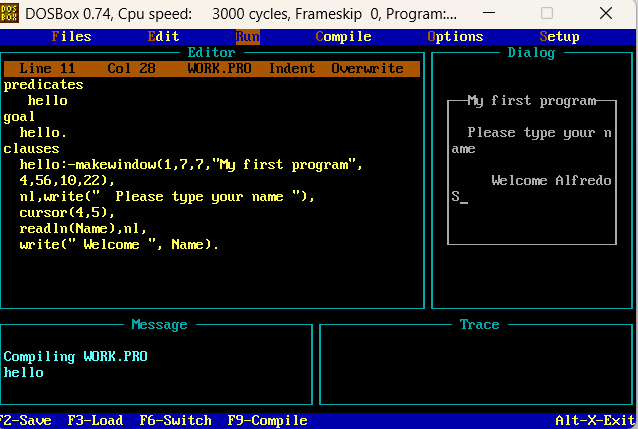 DOSBox 0.74, Cpu speed: 3000 cycles, Frameskip 0, Program:...
DOS BOX
Files Edit Run Compile Options Setup
Editor
Line 11 Col 28 WORK.PRO Indent Overwrite
predicates
hello
goal
hello.
clauses
hello:-makewindow(1,7,7,"My first program",
4,56,10,22),
nl,write("  Please type your name "),
cursor(4,5),
readln(Name),nl,
write(" Welcome ", Name).
Dialog
My first program
Please type your n
ame
Welcome Alfredo
S_
Message
Compiling WORK.PRO
hello
Trace
F2-Save F3-Load F6-Switch F9-Compile Alt-X-Exit